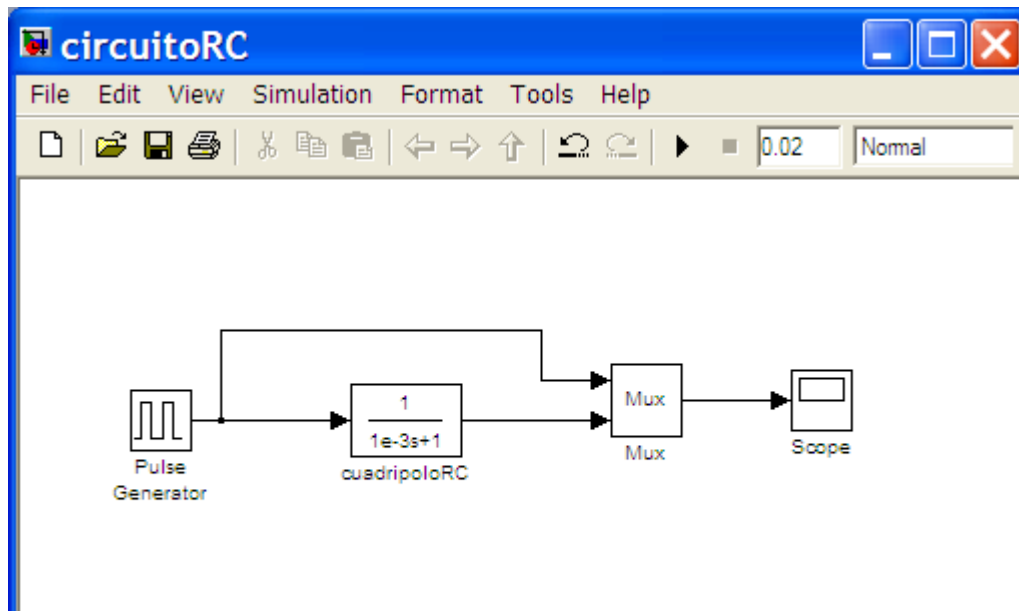 circuitoRC
File Edit View Simulation Format Tools Help
0.02 Normal
1
1e-3s+1
Mux
Pulse
Generator
cuadripoloRC
Mux
Scope